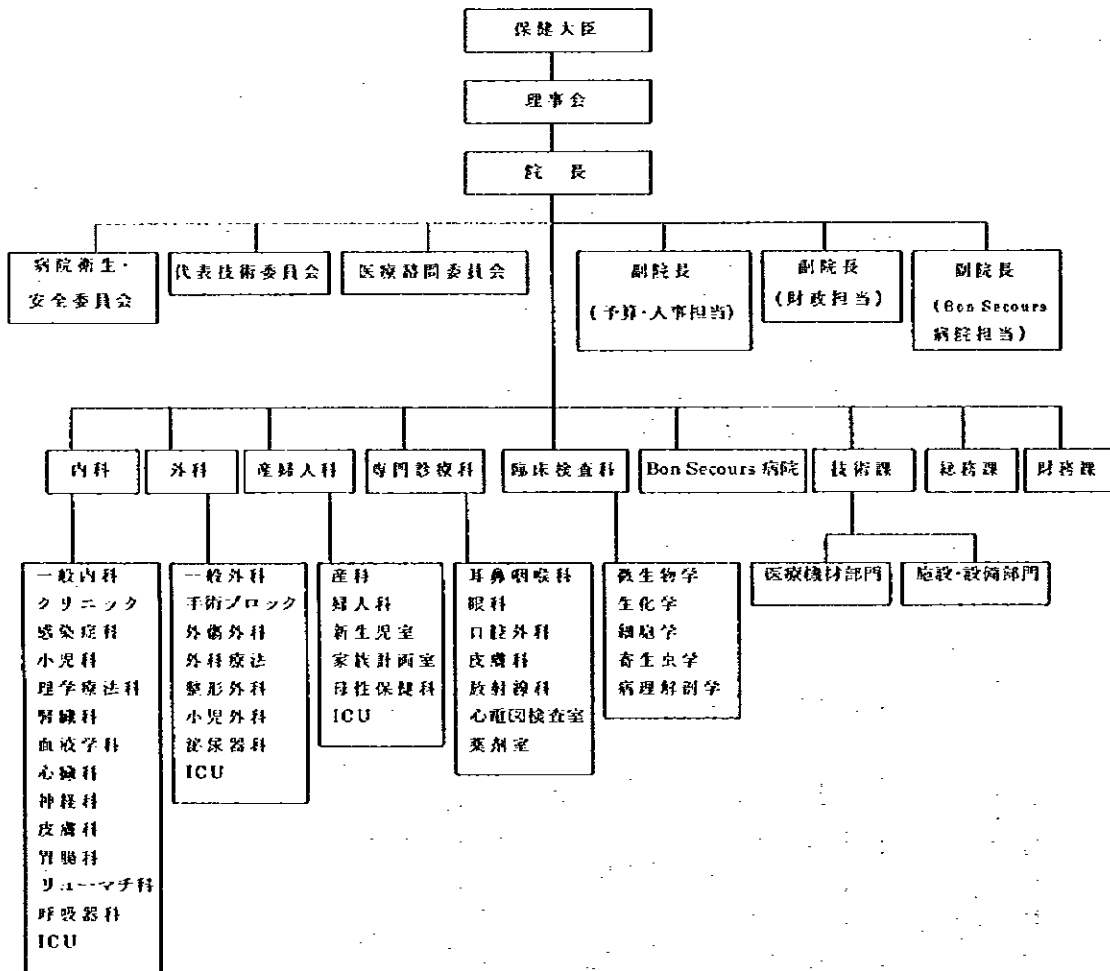 保健大臣
理事会
院 長
病院衛生・
安全委員会
代表技術委員会
医療諮問委員会
副院長
(予算・人事担当)
副院長
(財政担当)
副院長
(Bon Secours
病院担当)
内科
外科
産婦人科
専門診療科
臨床検査科
Bon Secours 病院
技術課
総務課
財務課
一般内科
クリニック
感染症科
小児科
理学療法科
腎臓科
血液学科
心臓科
神経科
皮膚科
胃腸科
リューマチ科
呼吸器科
ICU
一般外科
手術ブロック
外傷外科
外科療法
整形外科
小児外科
泌尿器科
ICU
産科
婦人科
新生児室
家族計画室
母性保健科
ICU
耳鼻咽喉科
眼科
口腔外科
皮膚科
放射線科
心電図検査室
薬剤室
微生物学
生化学
細胞学
寄生虫学
病理解剖学
医療機材部門
施設・設備部門